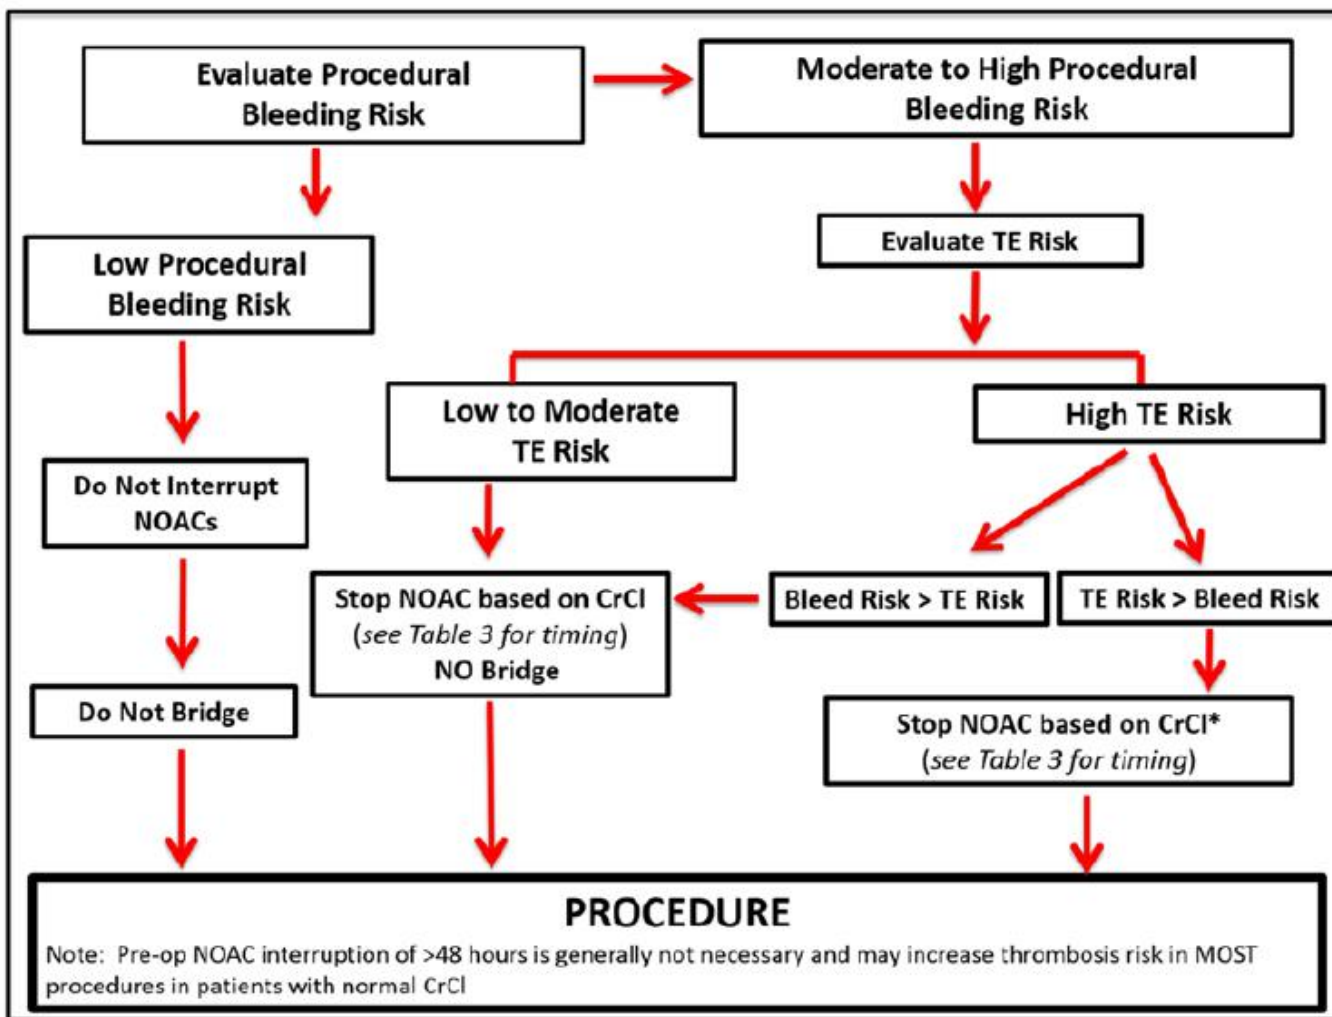 Evaluate Procedural
Bleeding Risk
Moderate to High Procedural
Bleeding Risk
Evaluate TE Risk
Low Procedural
Bleeding Risk
Low to Moderate
TE Risk
High TE Risk
Do Not Interrupt
NOACs
Stop NOAC based on CrCl
(see Table 3 for timing)
NO Bridge
Bleed Risk > TE Risk
TE Risk > Bleed Risk
Do Not Bridge
Stop NOAC based on CrCl*
(see Table 3 for timing)
PROCEDURE
Note: Pre-op NOAC interruption of >48 hours is generally not necessary and may increase thrombosis risk in MOST
procedures in patients with normal CrCl